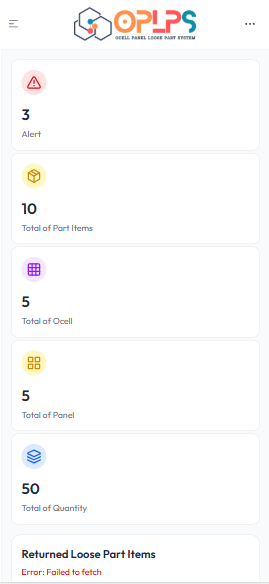 OPLPS
OCELL PANEL LOOSE PART SYSTEM
3
Alert
10
Total of Part Items
5
Total of Ocell
5
Total of Panel
50
Total of Quantity
Returned Loose Part Items
Error: Failed to fetch